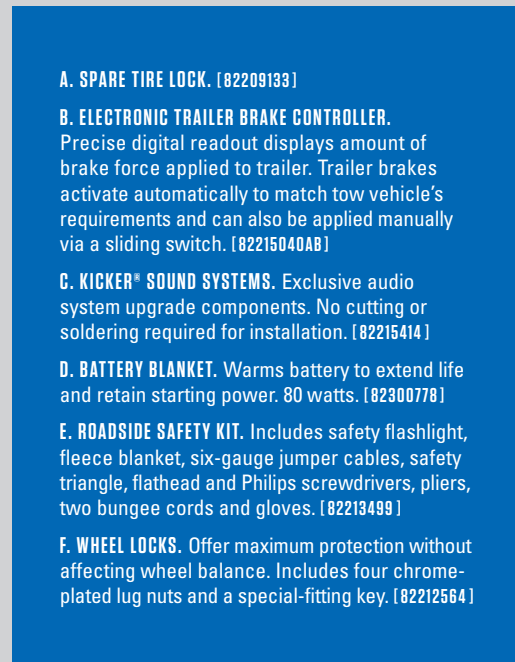 A. SPARE TIRE LOCK. [82209133]
B. ELECTRONIC TRAILER BRAKE CONTROLLER.
Precise digital readout displays amount of
brake force applied to trailer. Trailer brakes
activate automatically to match tow vehicle’s
requirements and can also be applied manually
via a sliding switch. [82215040AB]
C. KICKER® SOUND SYSTEMS. Exclusive audio
system upgrade components. No cutting or
soldering required for installation. [82215414]
D. BATTERY BLANKET. Warms battery to extend life
and retain starting power. 80 watts. [82300778]
E. ROADSIDE SAFETY KIT. Includes safety flashlight,
fleece blanket, six-gauge jumper cables, safety
triangle, flathead and Philips screwdrivers, pliers,
two bungee cords and gloves. [82213499]
F. WHEEL LOCKS. Offer maximum protection without
affecting wheel balance. Includes four chrome-
plated lug nuts and a special-fitting key. [82212564]